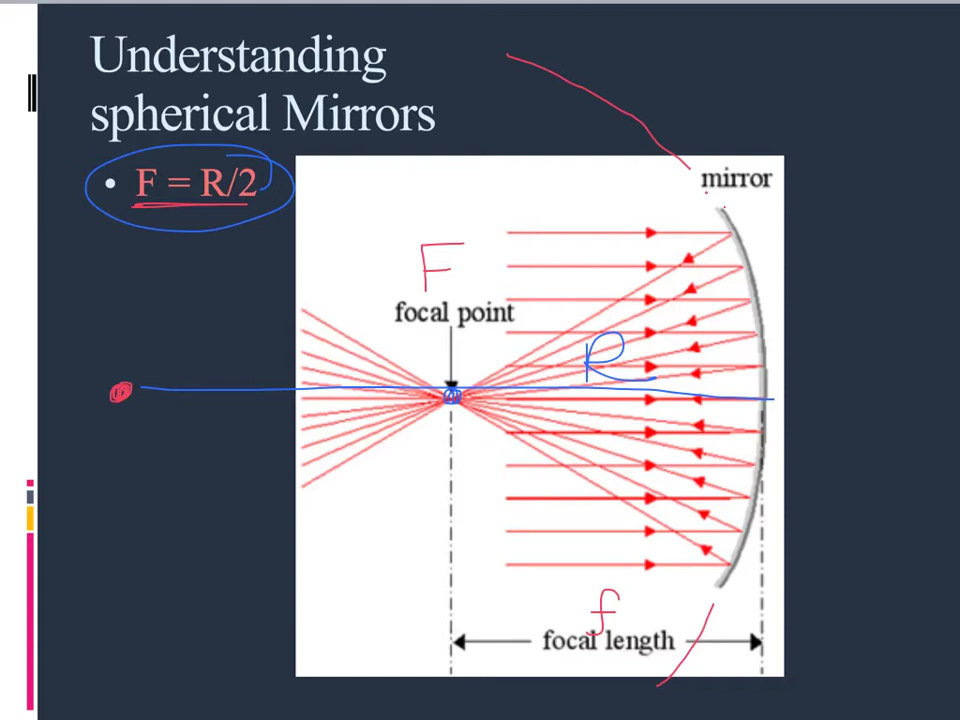 Understanding
spherical Mirrors
• F = R/2
mirror
F
focal point
R
f
focal length